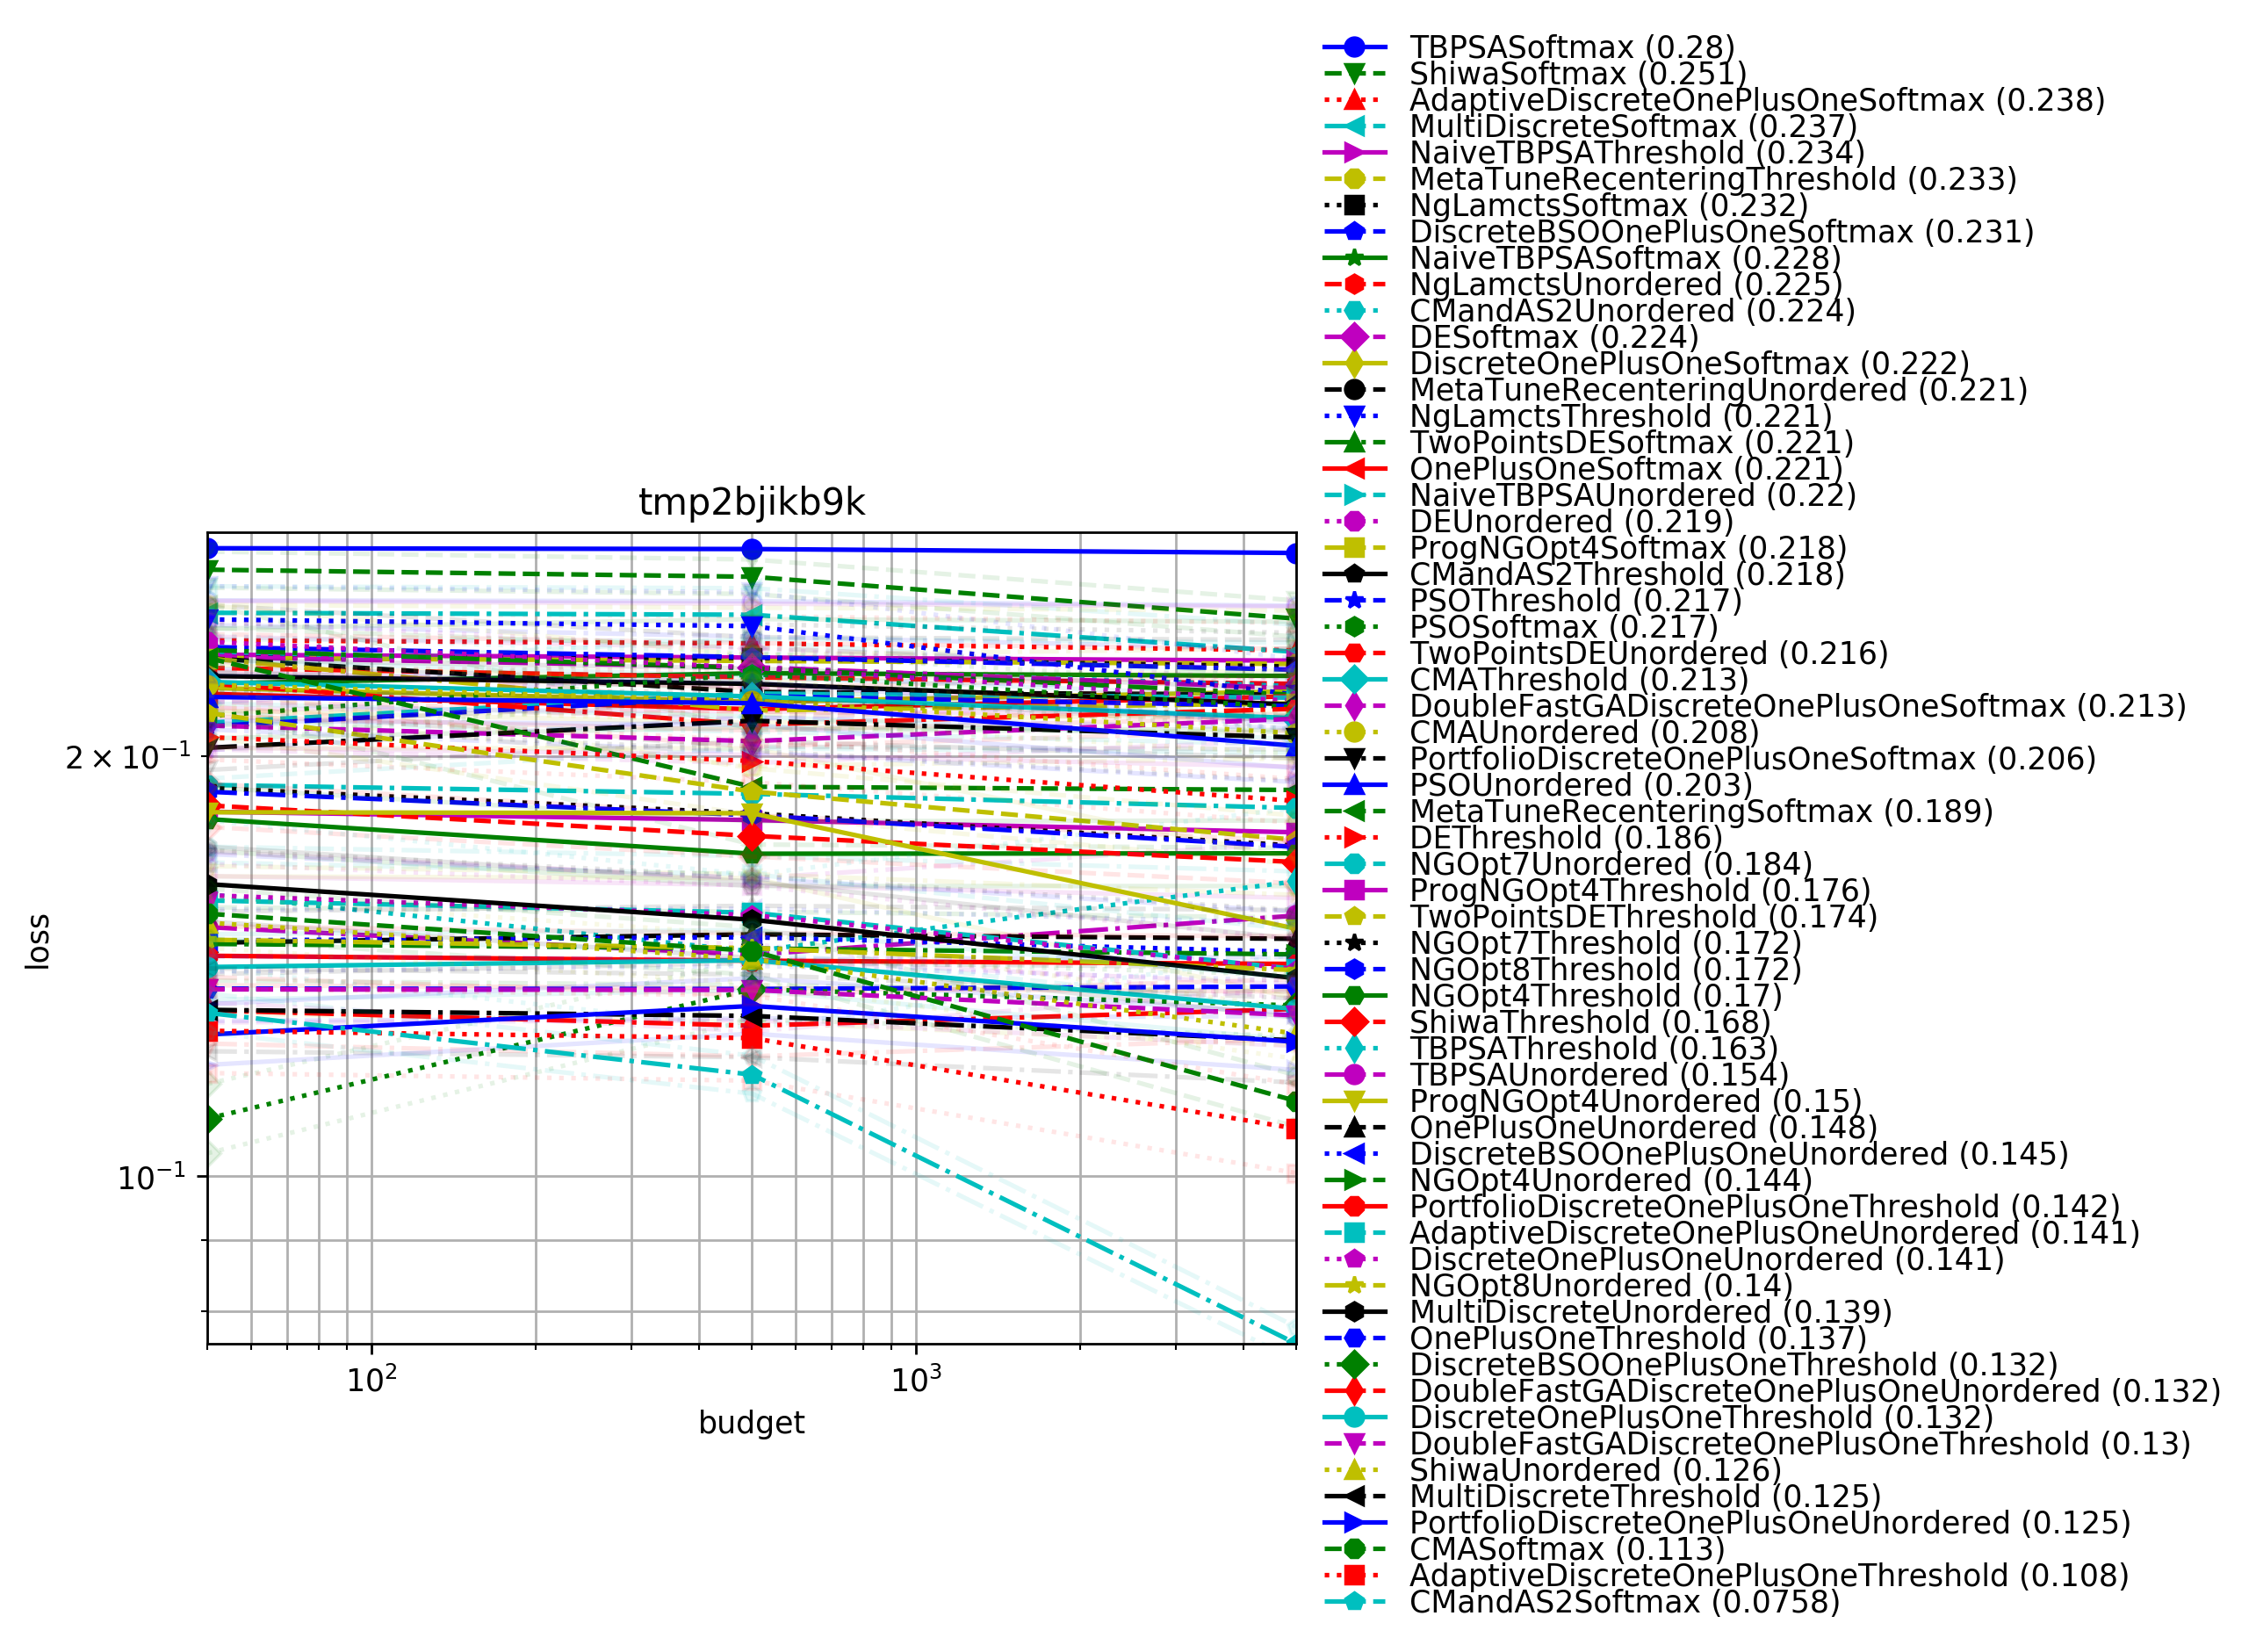 tmp2bjikb9k
2 × 10⁻¹
10⁻¹
loss
10²
10³
budget
TBPSASoftmax (0.28)
ShiwaSoftmax (0.251)
AdaptiveDiscreteOnePlusOneSoftmax (0.238)
MultiDiscreteSoftmax (0.237)
NaiveTBPSAThreshold (0.234)
MetaTuneRecenteringThreshold (0.233)
NgLamctsSoftmax (0.232)
DiscreteBSOOnePlusOneSoftmax (0.231)
NaiveTBPSASoftmax (0.228)
NgLamctsUnordered (0.225)
CMandAS2Unordered (0.224)
DESoftmax (0.224)
DiscreteOnePlusOneSoftmax (0.222)
MetaTuneRecenteringUnordered (0.221)
NgLamctsThreshold (0.221)
TwoPointsDESoftmax (0.221)
OnePlusOneSoftmax (0.221)
NaiveTBPSAUnordered (0.22)
DEUnordered (0.219)
ProgNGOpt4Softmax (0.218)
CMandAS2Threshold (0.218)
PSOThreshold (0.217)
PSOSoftmax (0.217)
TwoPointsDEUnordered (0.216)
CMAThreshold (0.213)
DoubleFastGADiscreteOnePlusOneSoftmax (0.213)
CMAUnordered (0.208)
PortfolioDiscreteOnePlusOneSoftmax (0.206)
PSOUnordered (0.203)
MetaTuneRecenteringSoftmax (0.189)
DEThreshold (0.186)
NGOpt7Unordered (0.184)
ProgNGOpt4Threshold (0.176)
TwoPointsDEThreshold (0.174)
NGOpt7Threshold (0.172)
NGOpt8Threshold (0.172)
NGOpt4Threshold (0.17)
ShiwaThreshold (0.168)
TBPSAThreshold (0.163)
TBPSAUnordered (0.154)
ProgNGOpt4Unordered (0.15)
OnePlusOneUnordered (0.148)
DiscreteBSOOnePlusOneUnordered (0.145)
NGOpt4Unordered (0.144)
PortfolioDiscreteOnePlusOneThreshold (0.142)
AdaptiveDiscreteOnePlusOneUnordered (0.141)
DiscreteOnePlusOneUnordered (0.141)
NGOpt8Unordered (0.14)
MultiDiscreteUnordered (0.139)
OnePlusOneThreshold (0.137)
DiscreteBSOOnePlusOneThreshold (0.132)
DoubleFastGADiscreteOnePlusOneUnordered (0.132)
DiscreteOnePlusOneThreshold (0.132)
DoubleFastGADiscreteOnePlusOneThreshold (0.13)
ShiwaUnordered (0.126)
MultiDiscreteThreshold (0.125)
PortfolioDiscreteOnePlusOneUnordered (0.125)
CMASoftmax (0.113)
AdaptiveDiscreteOnePlusOneThreshold (0.108)
CMandAS2Softmax (0.0758)